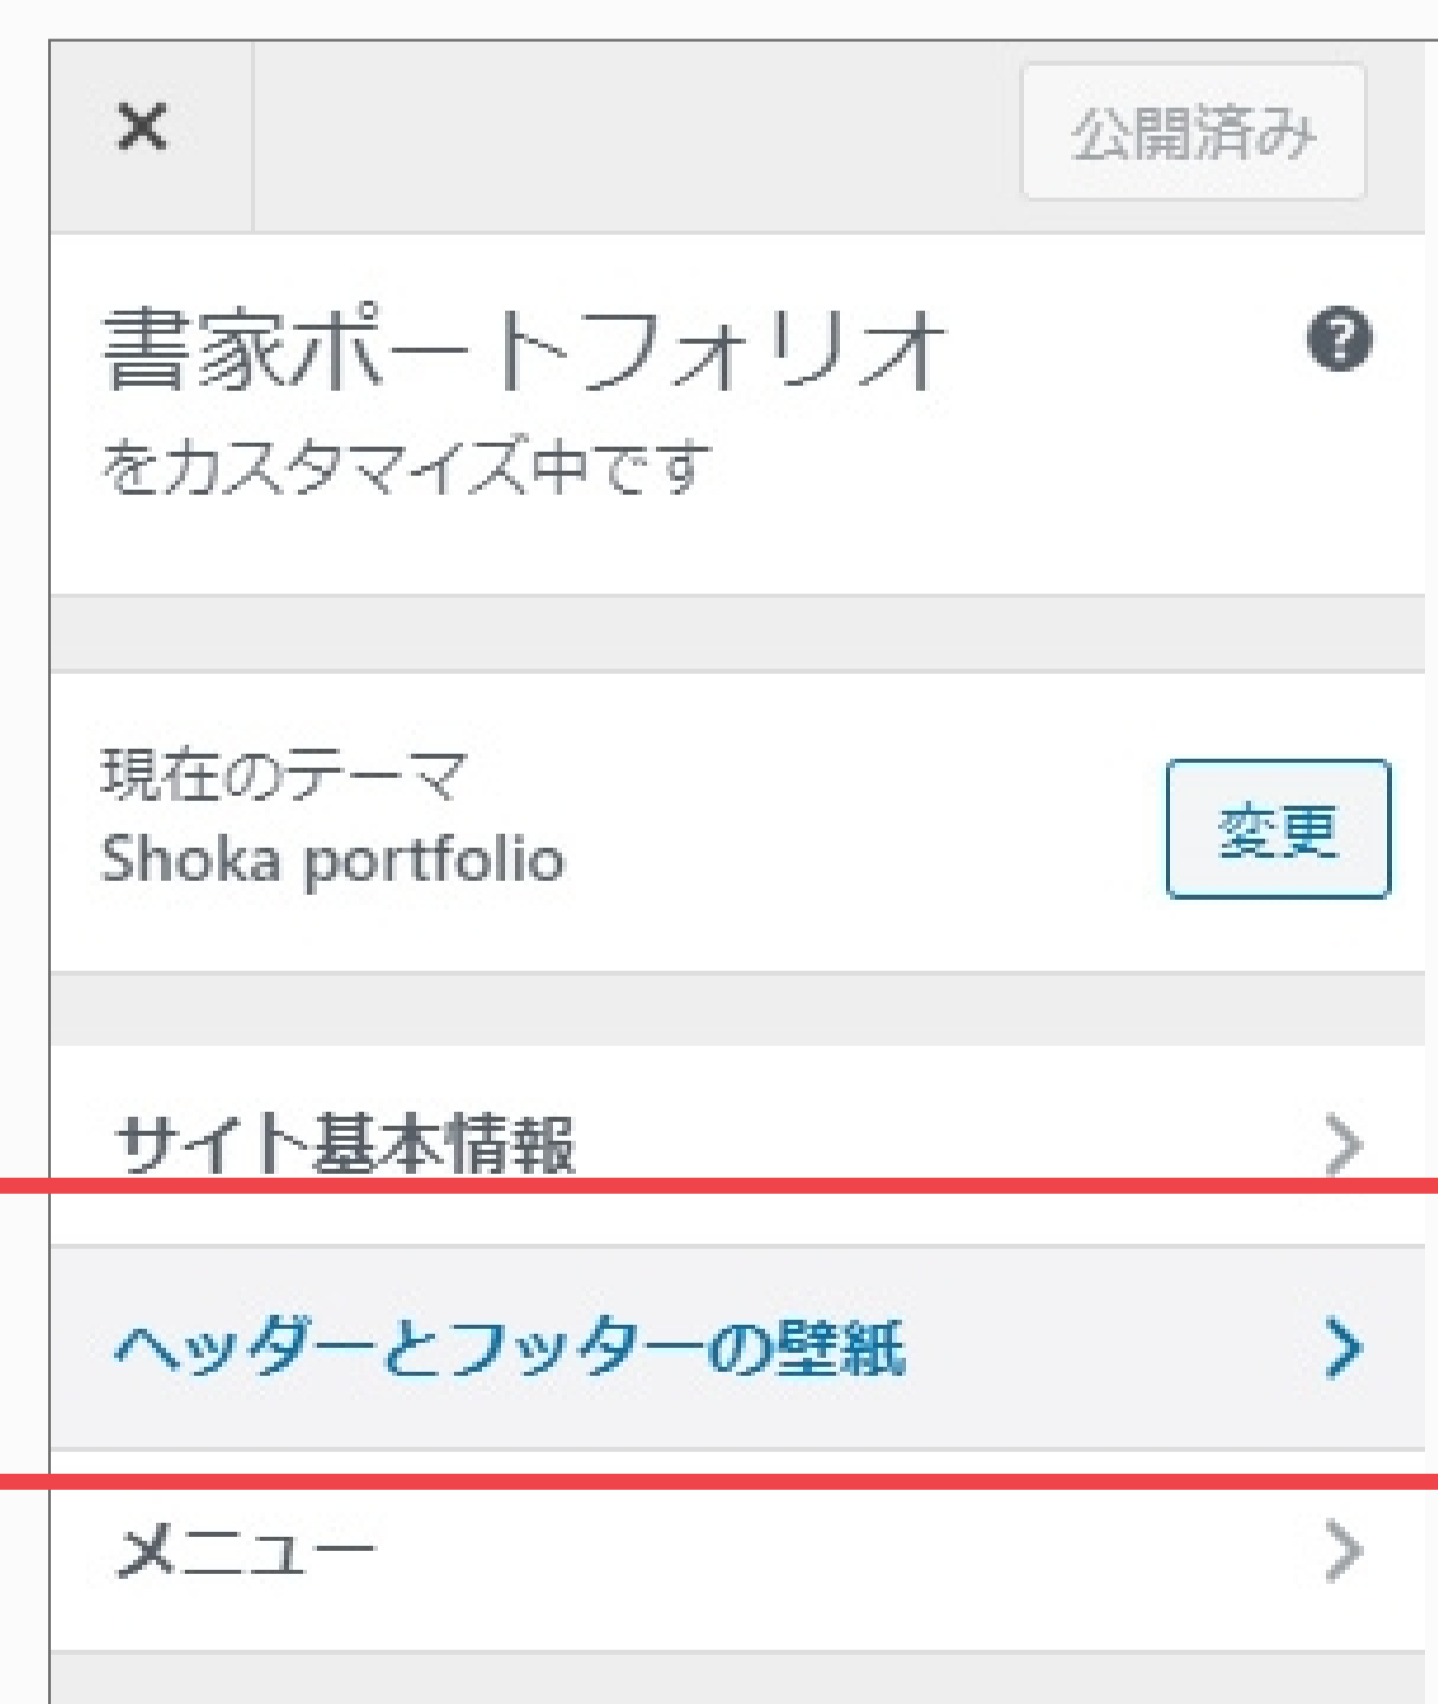 公開済み
書家ポートフォリオ
をカスタマイズ中です
現在のテーマ
Shoka portfolio
変更
サイト基本情報
ヘッダーとフッターの壁紙
メニュー